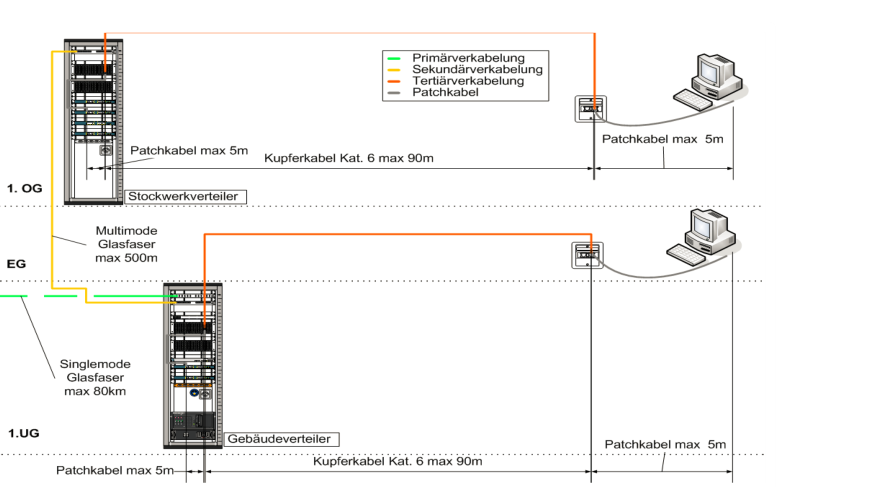 Primärverkabelung
Sekundärverkabelung
Tertiärverkabelung
Patchkabel
Patchkabel max 5m
Kupferkabel Kat. 6 max 90m
Patchkabel max 5m
1. OG
Stockwerkverteiler
Multimode
Glasfaser
max 500m
EG
Singlemode
Glasfaser
max 80km
1.UG
Gebäudeverteiler
Patchkabel max 5m
Kupferkabel Kat. 6 max 90m
Patchkabel max 5m